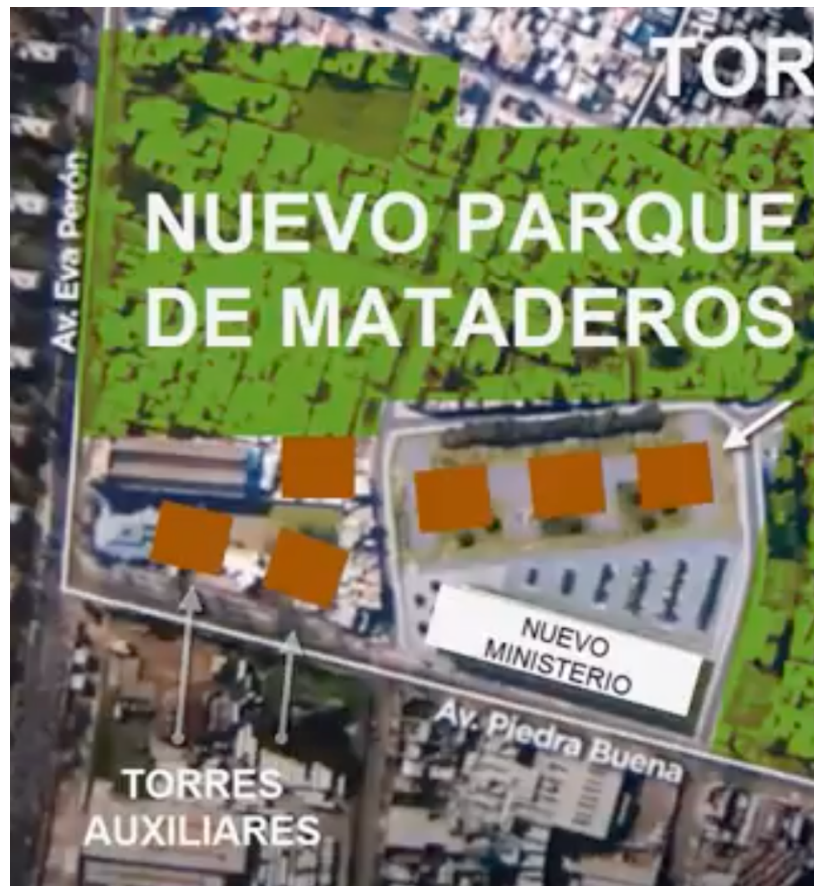 TOR
NUEVO PARQUE
DE MATADEROS
Av. Eva Perón
NUEVO
MINISTERIO
Av. Piedra Buena
TORRES
AUXILIARES